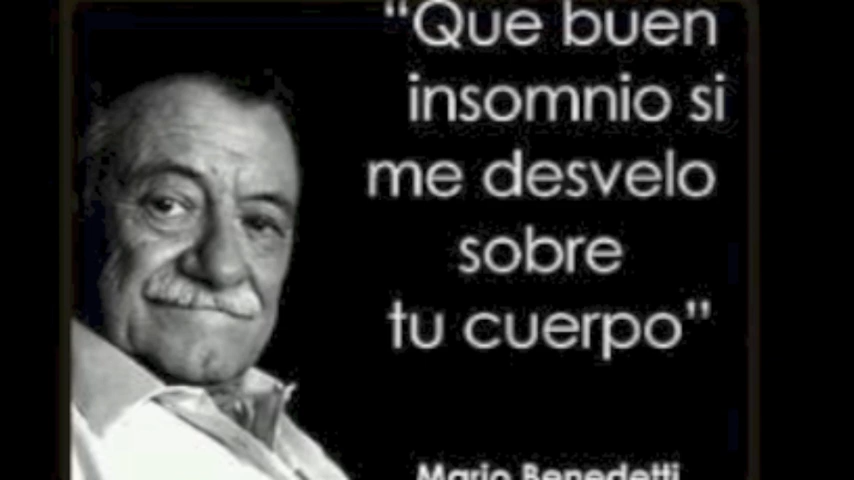 “Que buen
insomnio si
me desvelo
sobre
tu cuerpo”
Mario Benedetti